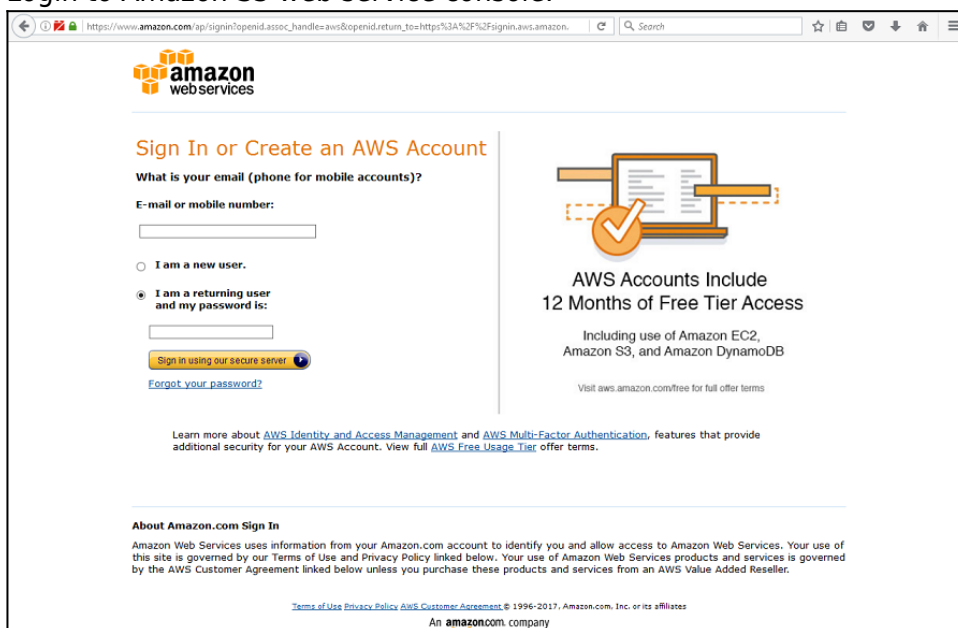 Login to Amazon S3 web service console.
https://www.amazon.com/ap/signin?openid.assoc_handle=aws&openid.return_to=https%3A%2F%2Fsignin.aws.amazon.
Search
amazon
webservices
Sign In or Create an AWS Account
What is your email (phone for mobile accounts)?
E-mail or mobile number:
I am a new user.
I am a returning user
and my password is:
Sign in using our secure server
Forgot your password?
AWS Accounts Include
12 Months of Free Tier Access
Including use of Amazon EC2,
Amazon S3, and Amazon DynamoDB
Visit aws.amazon.com/free for full offer terms
Learn more about AWS Identity and Access Management and AWS Multi-Factor Authentication, features that provide
additional security for your AWS Account. View full AWS Free Usage Tier offer terms.
About Amazon.com Sign In
Amazon Web Services uses information from your Amazon.com account to identify you and allow access to Amazon Web Services. Your use of
this site is governed by our Terms of Use and Privacy Policy linked below. Your use of Amazon Web Services products and services is governed
by the AWS Customer Agreement linked below unless you purchase these products and services from an AWS Value Added Reseller.
Terms of Use Privacy Policy AWS Customer Agreement © 1996-2017, Amazon.com, Inc. or its affiliates
An amazon.com. company